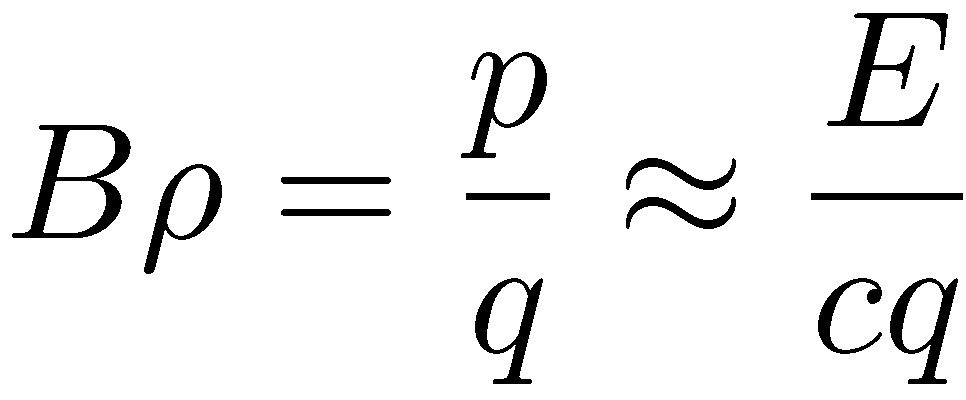 Bρ = p/q ≈ E/cq